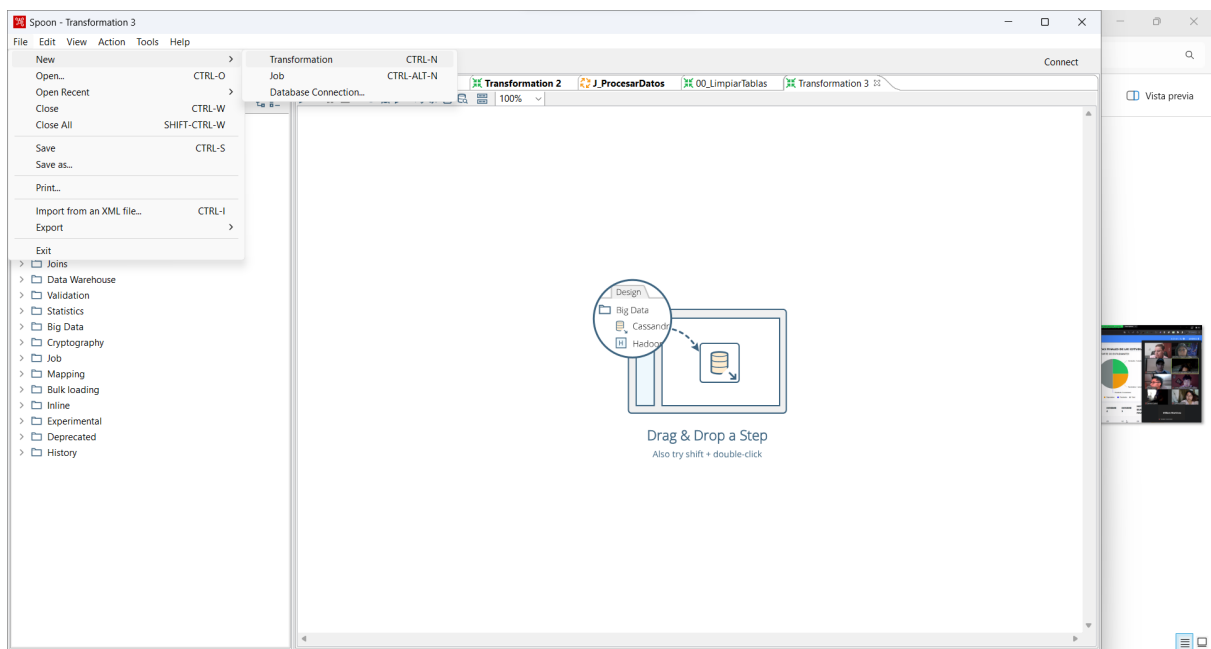 Spoon - Transformation 3
File Edit View Action Tools Help
New
Transformation CTRL-N
Connect
Open... CTRL-O
Job CTRL-ALT-N
Open Recent
Database Connection...
Transformation 2 J_ProcesarDatos 00_LimpiarTablas Transformation 3
100%
Vista previa
Close CTRL-W
Close All SHIFT-CTRL-W
Save CTRL-S
Save as...
Print...
Import from an XML file... CTRL-I
Export
Exit
Joins
Data Warehouse
Validation
Statistics
Big Data
Cryptography
Job
Mapping
Bulk loading
Inline
Experimental
Deprecated
History
Design
Big Data
Cassandr
Hadoop
Drag & Drop a Step
Also try shift + double-click